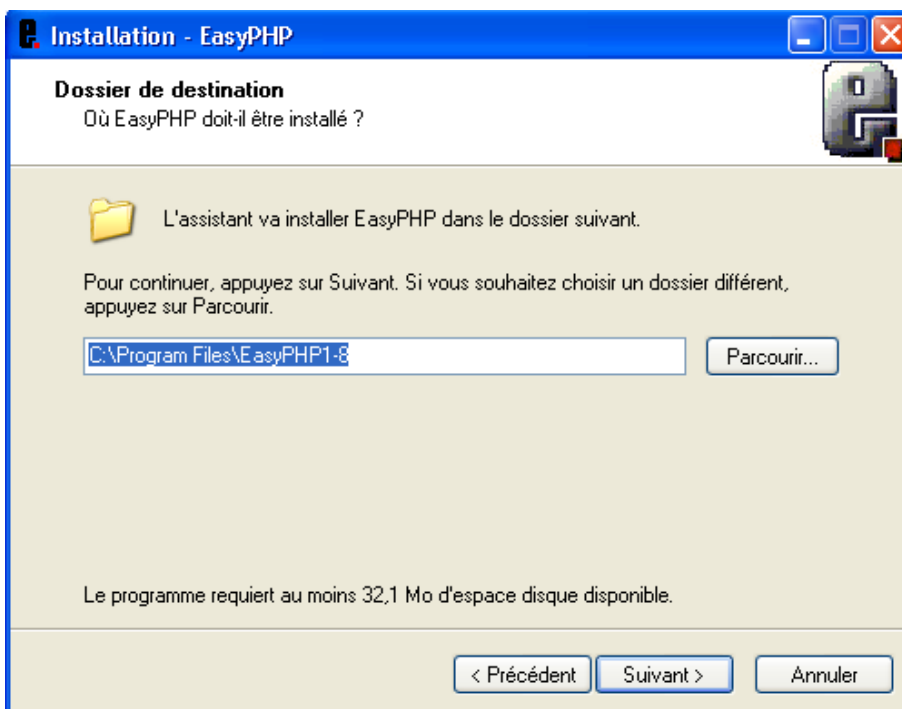 Installation - EasyPHP
Dossier de destination
Où EasyPHP doit-il être installé ?
L'assistant va installer EasyPHP dans le dossier suivant.
Pour continuer, appuyez sur Suivant. Si vous souhaitez choisir un dossier différent,
appuyez sur Parcourir.
C:\Program Files\EasyPHP1-8
Parcourir...
Le programme requiert au moins 32,1 Mo d'espace disque disponible.
< Précédent
Suivant >
Annuler